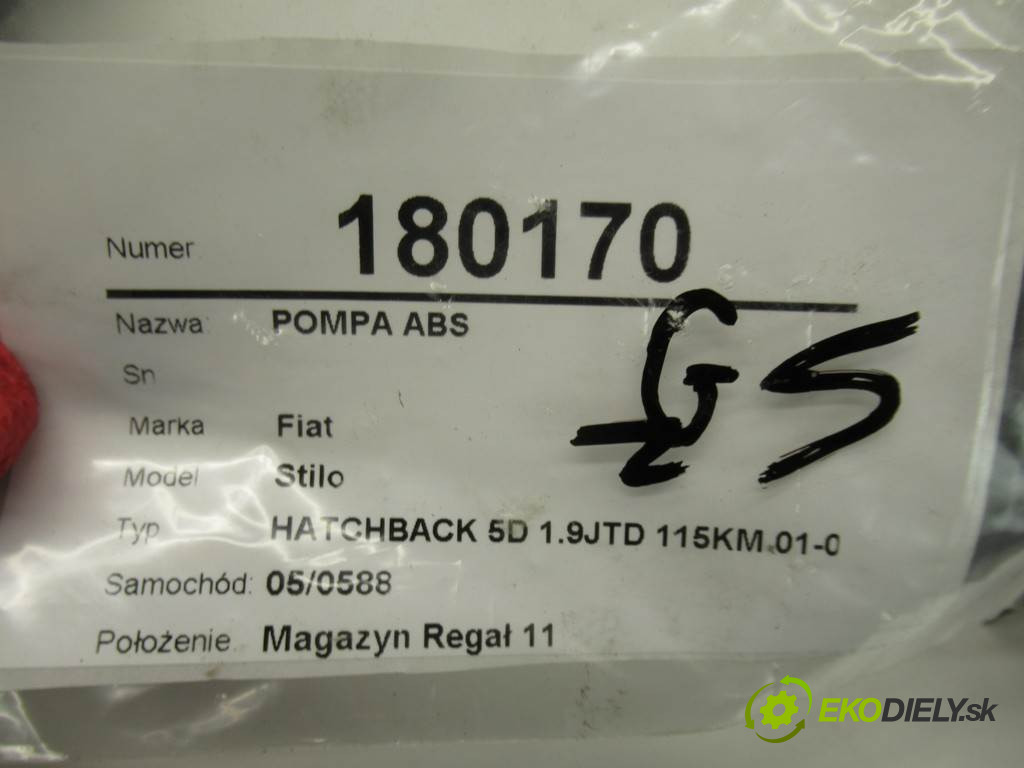 Numer 180170
Nazwa: POMPA ABS
Sn
Marka Fiat
Model Stilo
Typ HATCHBACK 5D 1.9JTD 115KM.01-0
Samochód: 05/0588
Położenie: Magazyn Regał 11
EKODIELY.sk